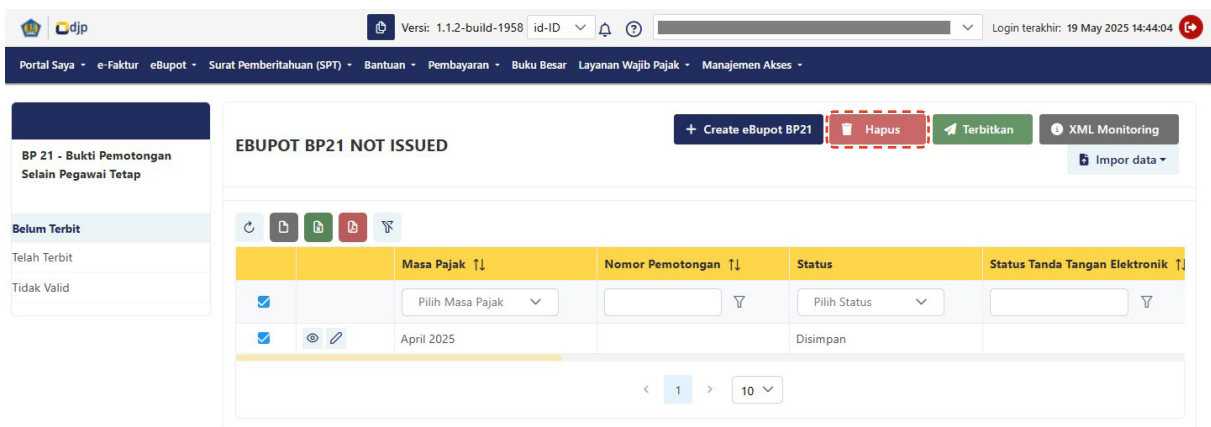 djp
Versi: 1.1.2-build-1958 id-ID
Login terakhir: 19 May 2025 14:44:04
Portal Saya e-Faktur eBupot Surat Pemberitahuan (SPT) Bantuan Pembayaran Buku Besar Layanan Wajib Pajak Manajemen Akses
BP 21 - Bukti Pemotongan
Selain Pegawai Tetap
Belum Terbit
Telah Terbit
Tidak Valid
EBUPOT BP21 NOT ISSUED
+ Create eBupot BP21 Hapus Terbitkan XML Monitoring
Impor data
Masa Pajak Nomor Pemotongan Status Status Tanda Tangan Elektronik
Pilih Masa Pajak Pilih Status
April 2025 Disimpan
< 1 > 10